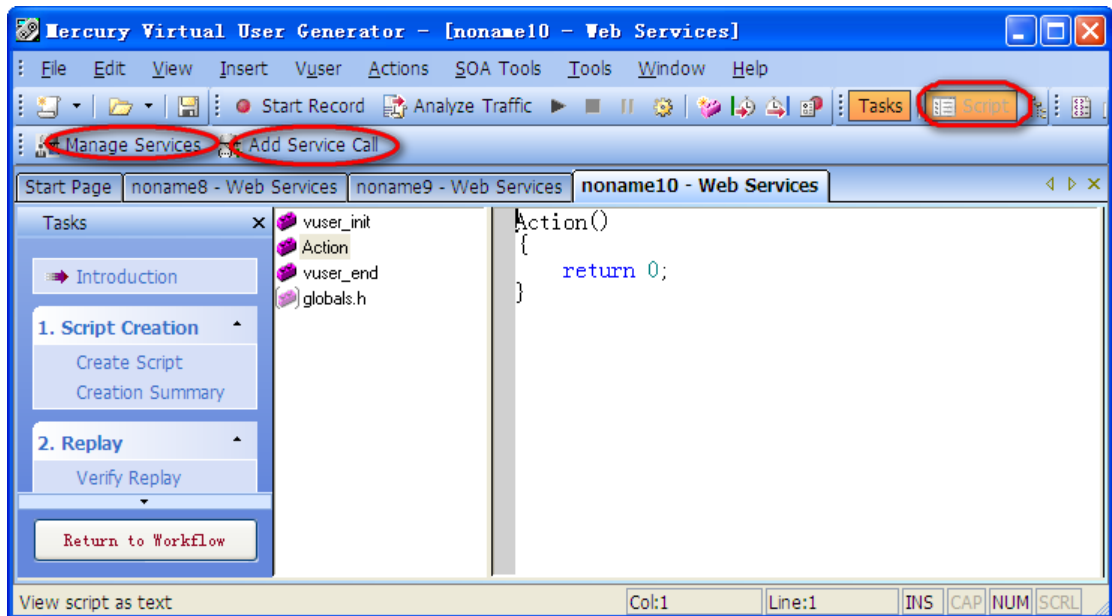 Mercury Virtual User Generator - [noname10 - Web Services]
File Edit View Insert Vuser Actions SOA Tools Tools Window Help
Start Record Analyze Traffic Tasks Script
Manage Services Add Service Call
Start Page noname8 - Web Services noname9 - Web Services noname10 - Web Services
Tasks
Introduction
1. Script Creation
Create Script
Creation Summary
2. Replay
Verify Replay
Return to Workflow
vuser_init
Action
vuser_end
globals.h
Action()
{
return 0;
}
View script as text Col:1 Line:1 INS CAP NUM SCRL